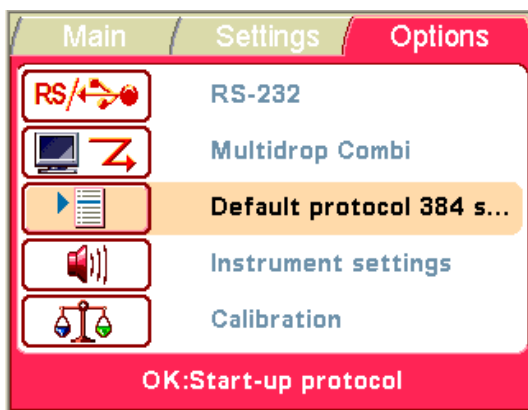 Main Settings Options
RS/ RS-232
Multidrop Combi
Default protocol 384 s...
Instrument settings
Calibration
OK:Start-up protocol